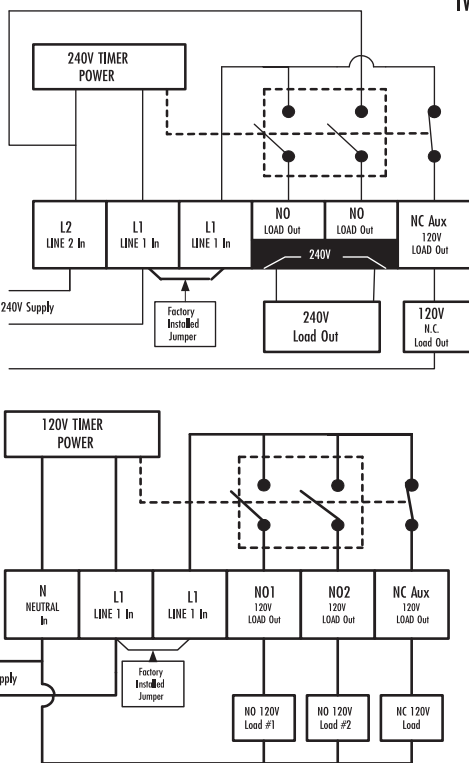 240V TIMER
POWER
L2
LINE 2 In
L1
LINE 1 In
L1
LINE 1 In
NO
LOAD Out
NO
LOAD Out
NC Aux
120V
LOAD Out
240V
240V Supply
Factory
Installed
Jumper
240V
Load Out
120V
N.C.
Load Out
120V TIMER
POWER
N
NEUTRAL
In
L1
LINE 1 In
L1
LINE 1 In
NO1
120V
LOAD Out
NO2
120V
LOAD Out
NC Aux
120V
LOAD Out
Factory
Installed
Jumper
NO 120V
Load #1
NO 120V
Load #2
NC 120V
Load